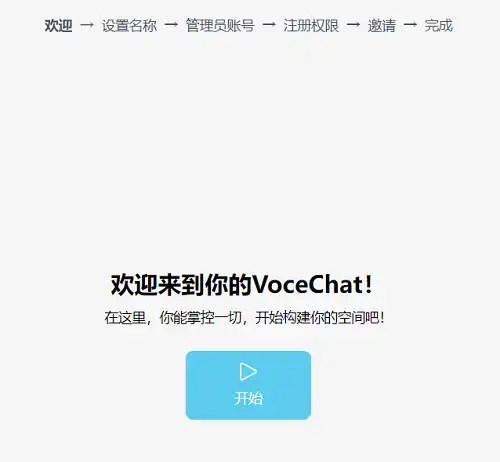 欢迎 → 设置名称 → 管理员账号 → 注册权限 → 邀请 → 完成
欢迎来到你的VoceChat！
在这里，你能掌控一切，开始构建你的空间吧！
开始